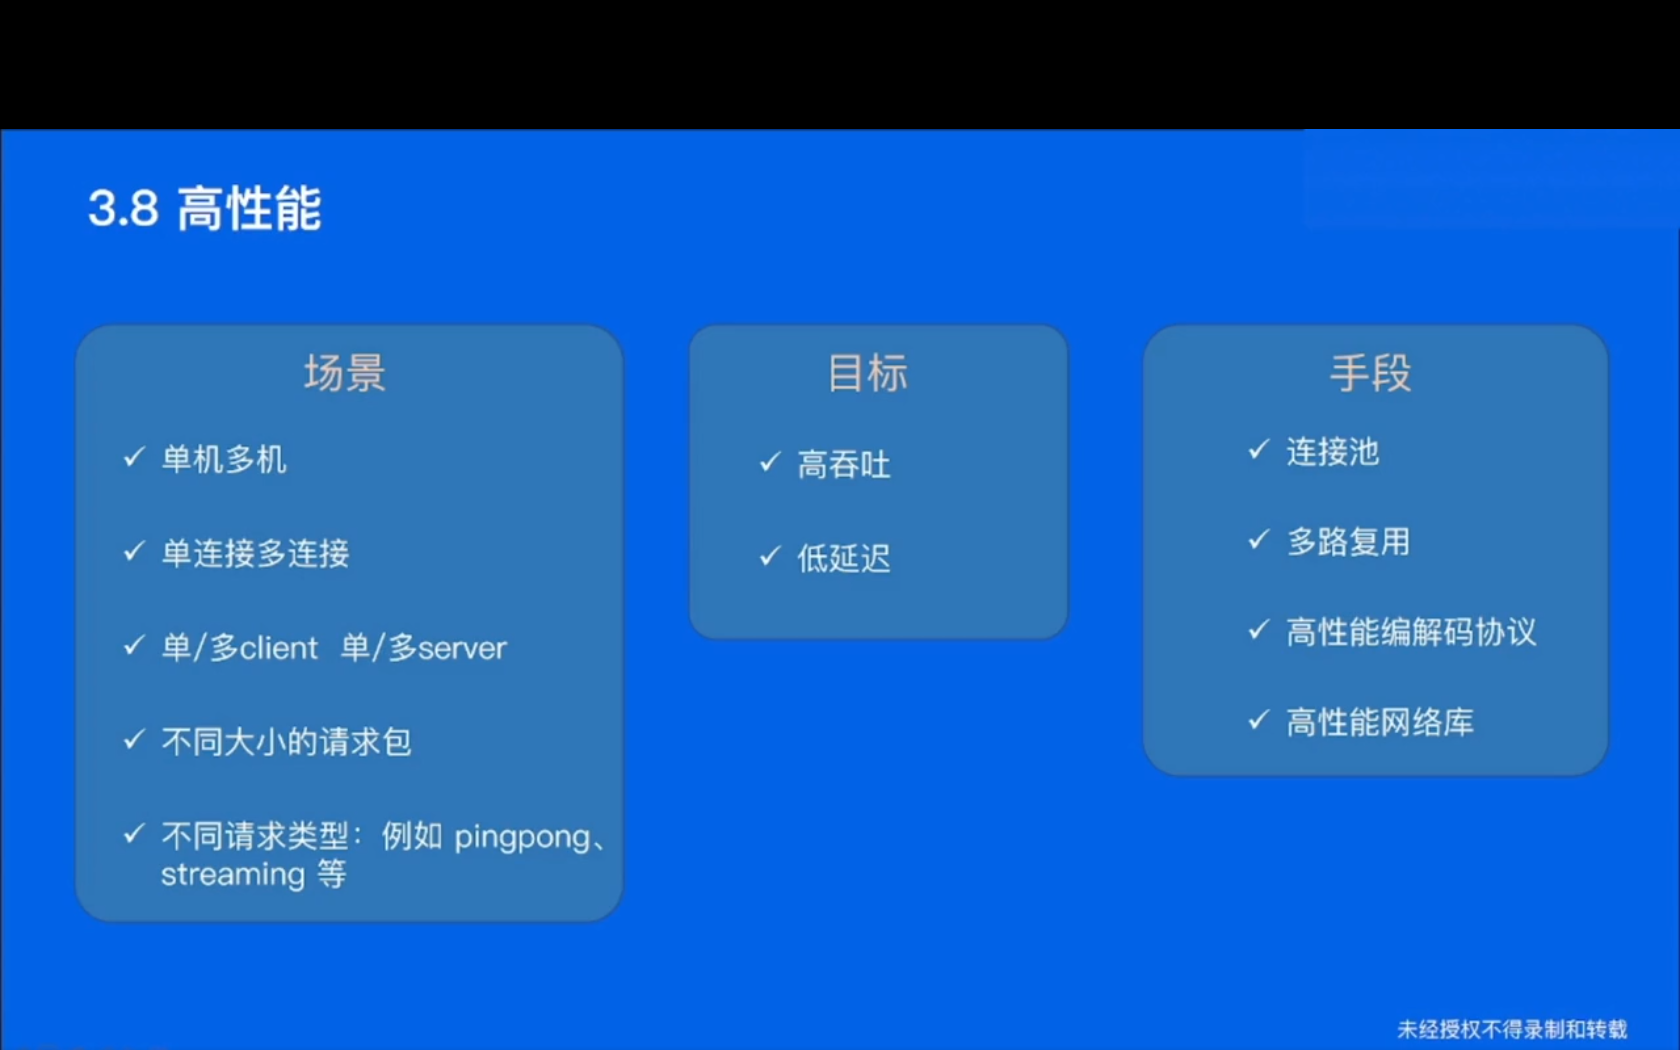 3.8 高性能
场景
✓ 单机多机
✓ 单连接多连接
✓ 单/多client 单/多server
✓ 不同大小的请求包
✓ 不同请求类型：例如 pingpong、
streaming 等
目标
✓ 高吞吐
✓ 低延迟
手段
✓ 连接池
✓ 多路复用
✓ 高性能编解码协议
✓ 高性能网络库
未经授权不得录制和转载